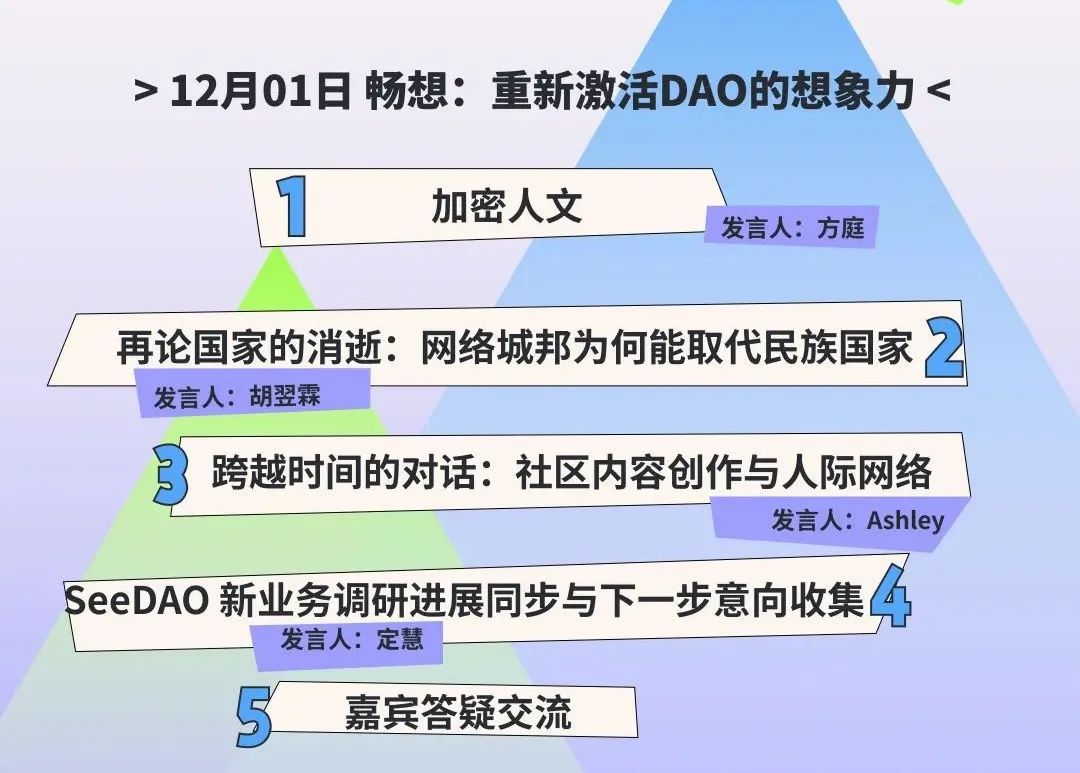 > 12月01日 畅想：重新激活DAO的想象力 <
1 加密人文
发言人：方庭
再论国家的消逝：网络城邦为何能取代民族国家 2
发言人：胡翌霖
3 跨越时间的对话：社区内容创作与人际网络
发言人：Ashley
SeeDAO 新业务调研进展同步与下一步意向收集 4
发言人：定慧
5 嘉宾答疑交流